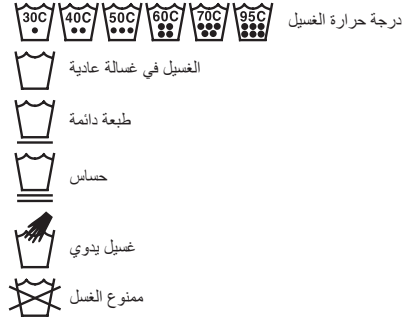 30C 40C 50C 60C 70C 95C درجة حرارة الغسيل
الغسيل في غسالة عادية
طبعة دائمة
حساس
غسيل يدوي
ممنوع الغسل